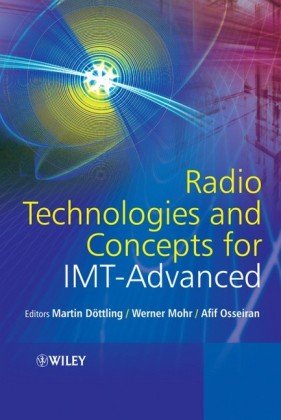 Radio
Technologies and
Concepts for
IMT-Advanced
Editors Martin Döttling / Werner Mohr / Afif Osseiran
WILEY